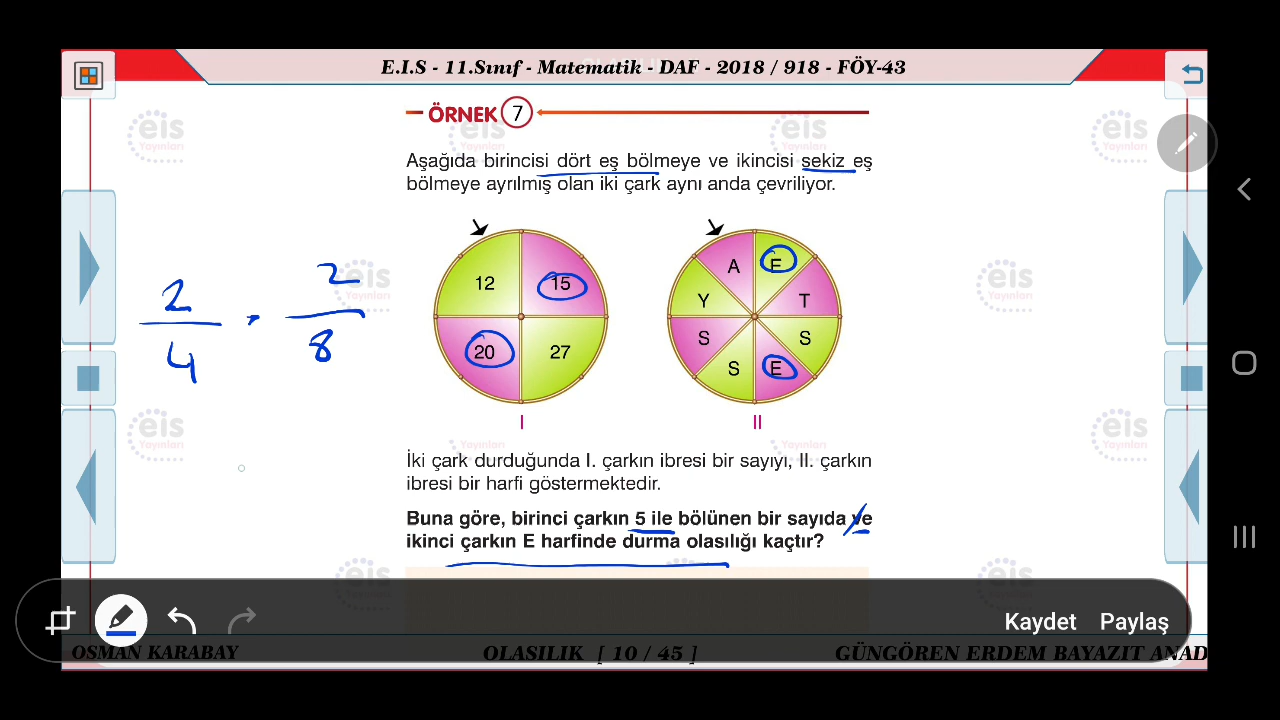 E.I.S - 11.Sınıf - Matematik - DAF - 2018 / 918 - FÖY-43
ÖRNEK 7
Aşağıda birincisi dört eş bölmeye ve ikincisi sekiz eş
bölmeye ayrılmış olan iki çark aynı anda çevriliyor.
12 15
20 27
I
A E
Y T
S S
S E
II
2/4 · 2/8
İki çark durduğunda I. çarkın ibresi bir sayıyı, II. çarkın
ibresi bir harfi göstermektedir.
Buna göre, birinci çarkın 5 ile bölünen bir sayıda ve
ikinci çarkın E harfinde durma olasılığı kaçtır?
eis
Yayınları
Kaydet Paylaş
OSMAN KARABAY OLASILIK [ 10 / 45 ] GÜNGÖREN ERDEM BAYAZIT ANAD